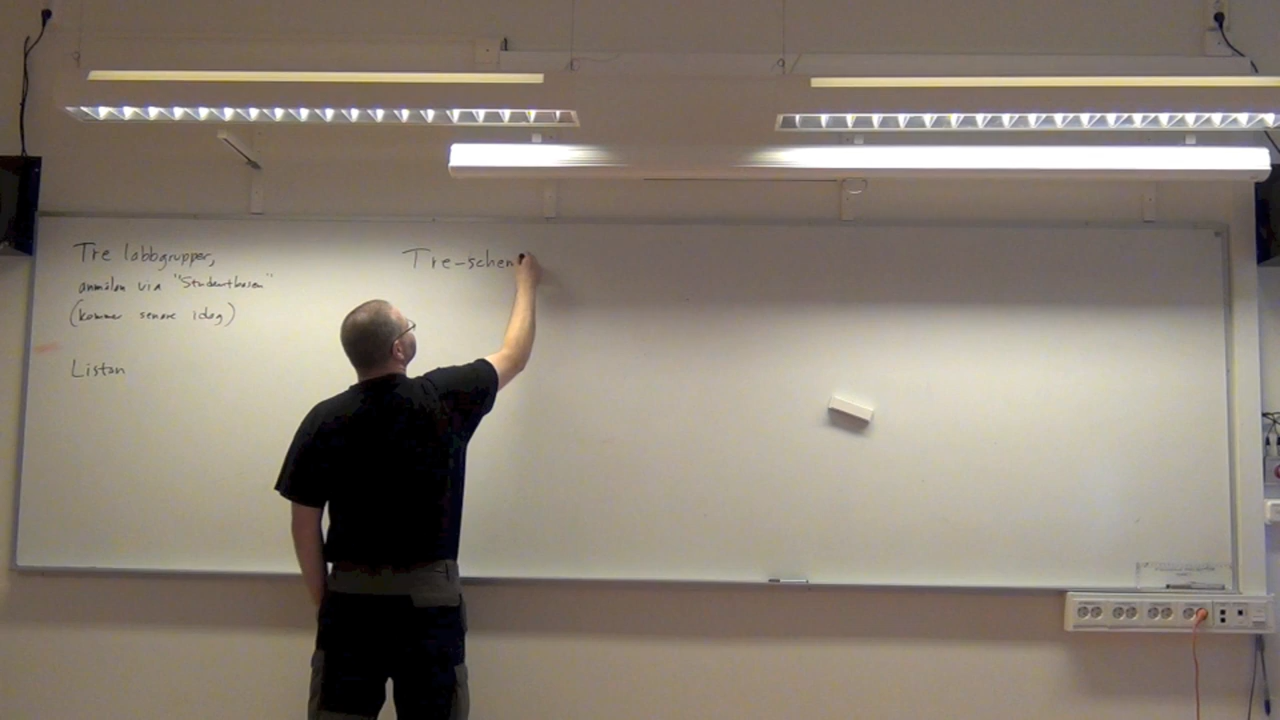 Tre labbgrupper,
anmälan via "Studentbasen"
(kommer senare idag)
Listan
Tre-schem